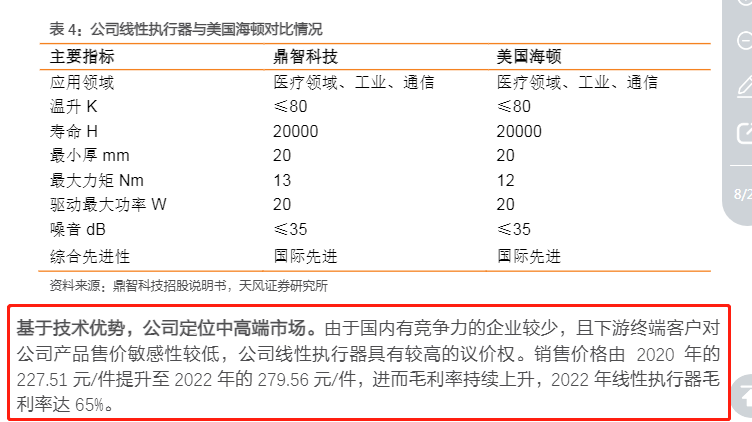 表 4：公司线性执行器与美国海顿对比情况
主要指标 鼎智科技 美国海顿
应用领域 医疗领域、工业、通信 医疗领域、工业、通信
温升 K ≤80 ≤80
寿命 H 20000 20000
最小厚 mm 20 20
最大力矩 Nm 13 12
驱动最大功率 W 20 20
噪音 dB ≤35 ≤35
综合先进性 国际先进 国际先进
资料来源：鼎智科技招股说明书，天风证券研究所
基于技术优势，公司定位中高端市场。由于国内有竞争力的企业较少，且下游终端客户对
公司产品售价敏感性较低，公司线性执行器具有较高的议价权。销售价格由 2020 年的
227.51 元/件提升至 2022 年的 279.56 元/件，进而毛利率持续上升，2022 年线性执行器毛
利率达 65%。